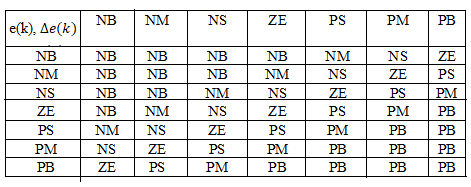 e(k), Δe(k) NB NM NS ZE PS PM PB
NB NB NB NB NB NM NS ZE
NM NB NB NB NM NS ZE PS
NS NB NB NM NS ZE PS PM
ZE NB NM NS ZE PS PM PB
PS NM NS ZE PS PM PB PB
PM NS ZE PS PM PB PB PB
PB ZE PS PM PB PB PB PB